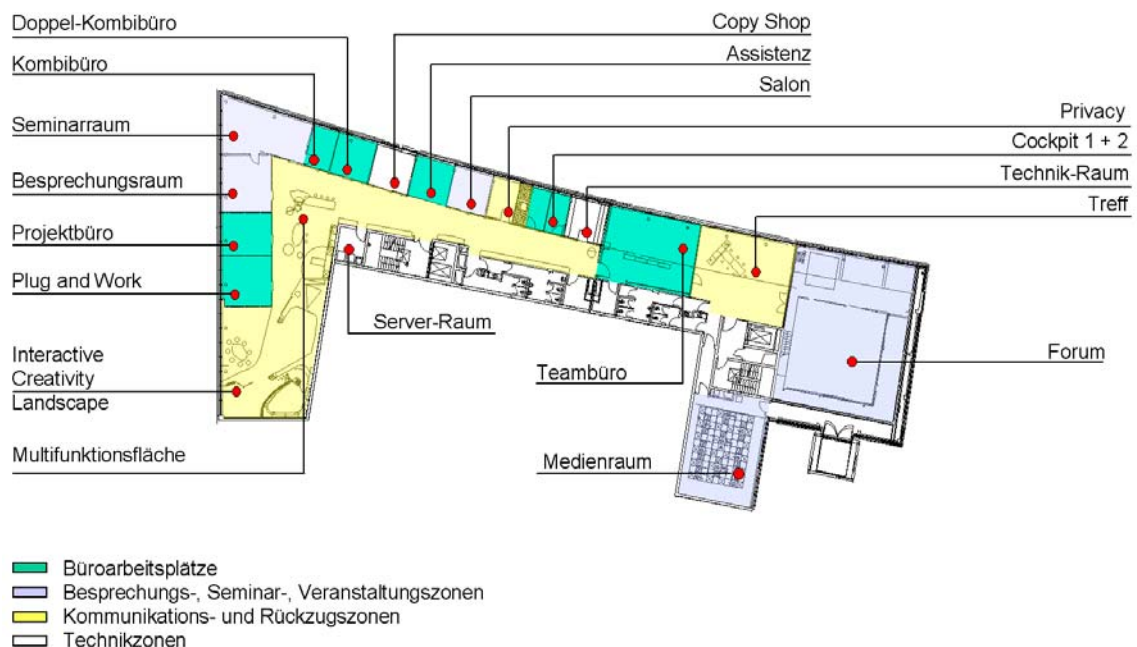 Doppel-Kombibüro
Kombibüro
Seminarraum
Besprechungsraum
Projektbüro
Plug and Work
Interactive
Creativity
Landscape
Multifunktionsfläche
Copy Shop
Assistenz
Salon
Privacy
Cockpit 1 + 2
Technik-Raum
Treff
Server-Raum
Teambüro
Forum
Medienraum
Büroarbeitsplätze
Besprechungs-, Seminar-, Veranstaltungszonen
Kommunikations- und Rückzugszonen
Technikzonen